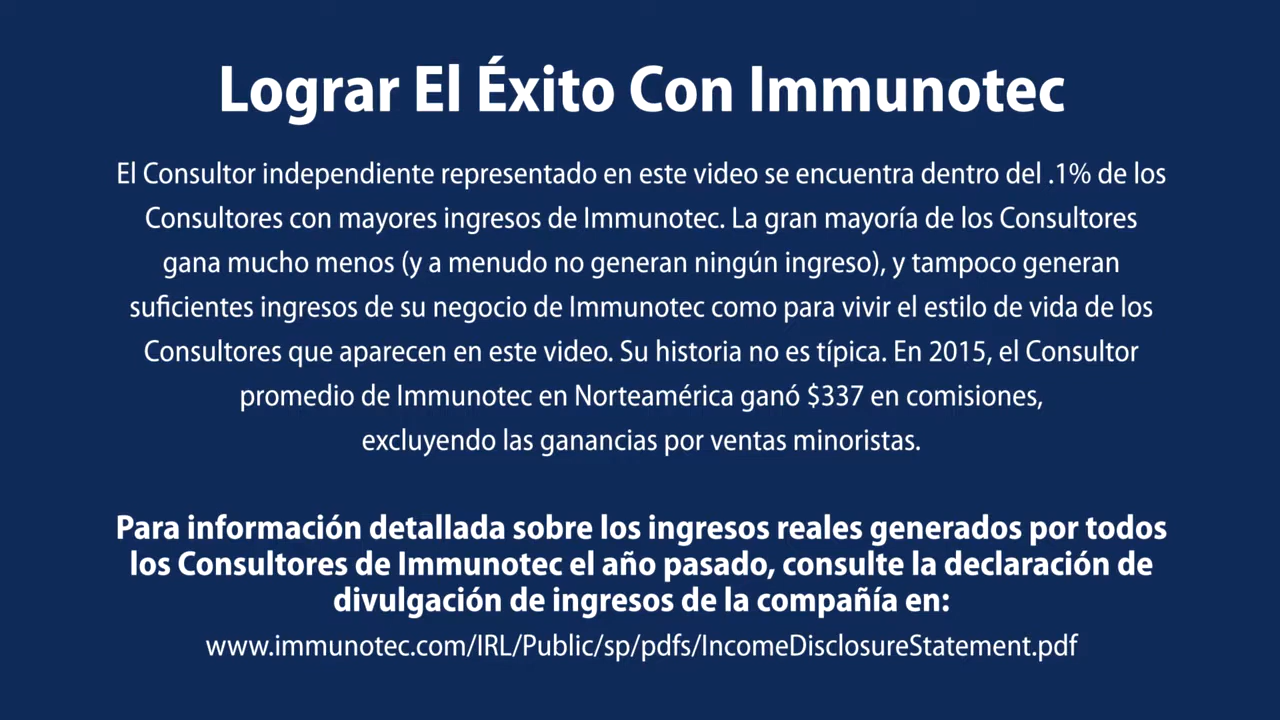 Lograr El Éxito Con Immunotec
El Consultor independiente representado en este video se encuentra dentro del .1% de los
Consultores con mayores ingresos de Immunotec. La gran mayoría de los Consultores
gana mucho menos (y a menudo no generan ningún ingreso), y tampoco generan
suficientes ingresos de su negocio de Immunotec como para vivir el estilo de vida de los
Consultores que aparecen en este video. Su historia no es típica. En 2015, el Consultor
promedio de Immunotec en Norteamérica ganó $337 en comisiones,
excluyendo las ganancias por ventas minoristas.
Para información detallada sobre los ingresos reales generados por todos
los Consultores de Immunotec el año pasado, consulte la declaración de
divulgación de ingresos de la compañía en:
www.immunotec.com/IRL/Public/sp/pdfs/IncomeDisclosureStatement.pdf